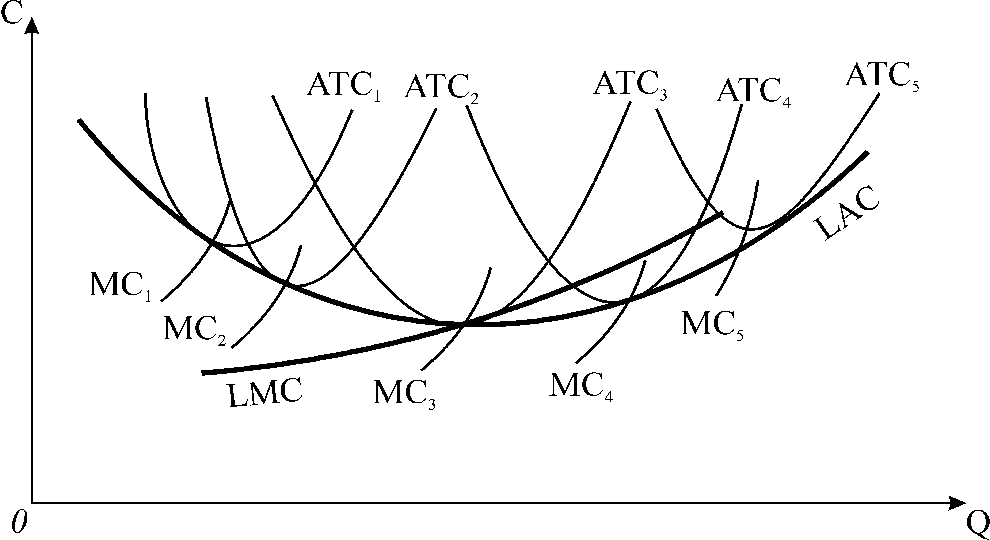 C
ATC₁
ATC₂
ATC₃
ATC₄
ATC₅
LAC
MC₁
MC₂
MC₅
LMC
MC₃
MC₄
0
Q